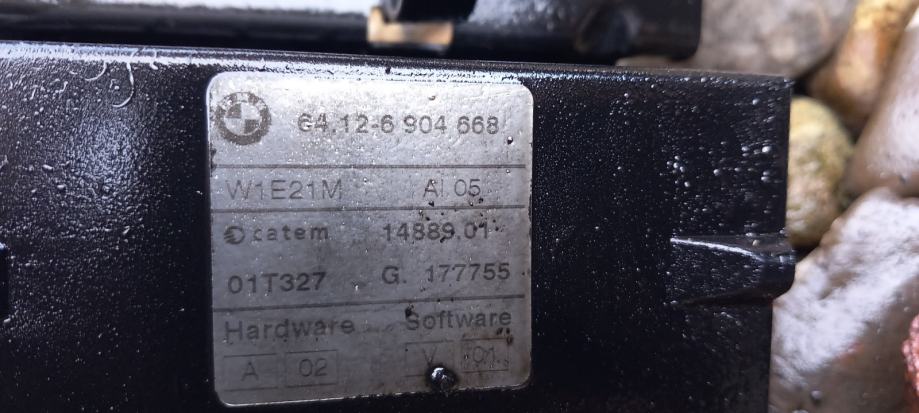 64.12-6 904 668
W1E21M AI 05
catem 14889.01
01T327 G. 177755
Hardware Software
A 02 V 01